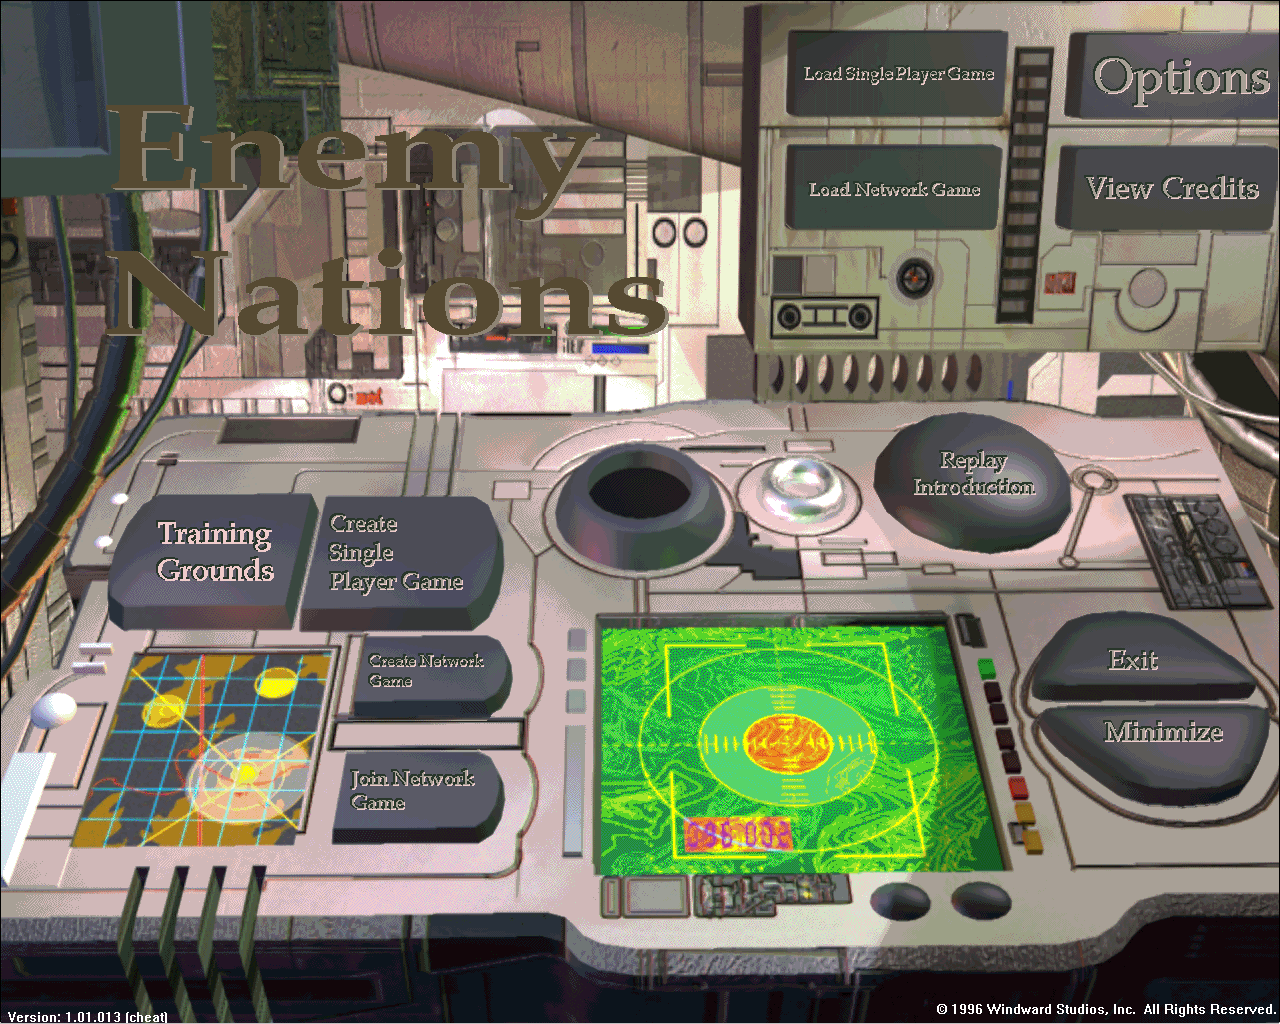 Enemy
Nations
Load Single Player Game
Options
Load Network Game
View Credits
Replay
Introduction
Training
Grounds
Create
Single
Player Game
Create Network
Game
Join Network
Game
Exit
Minimize
Version: 1.01.013 (cheat)
© 1996 Windward Studios, Inc. All Rights Reserved.